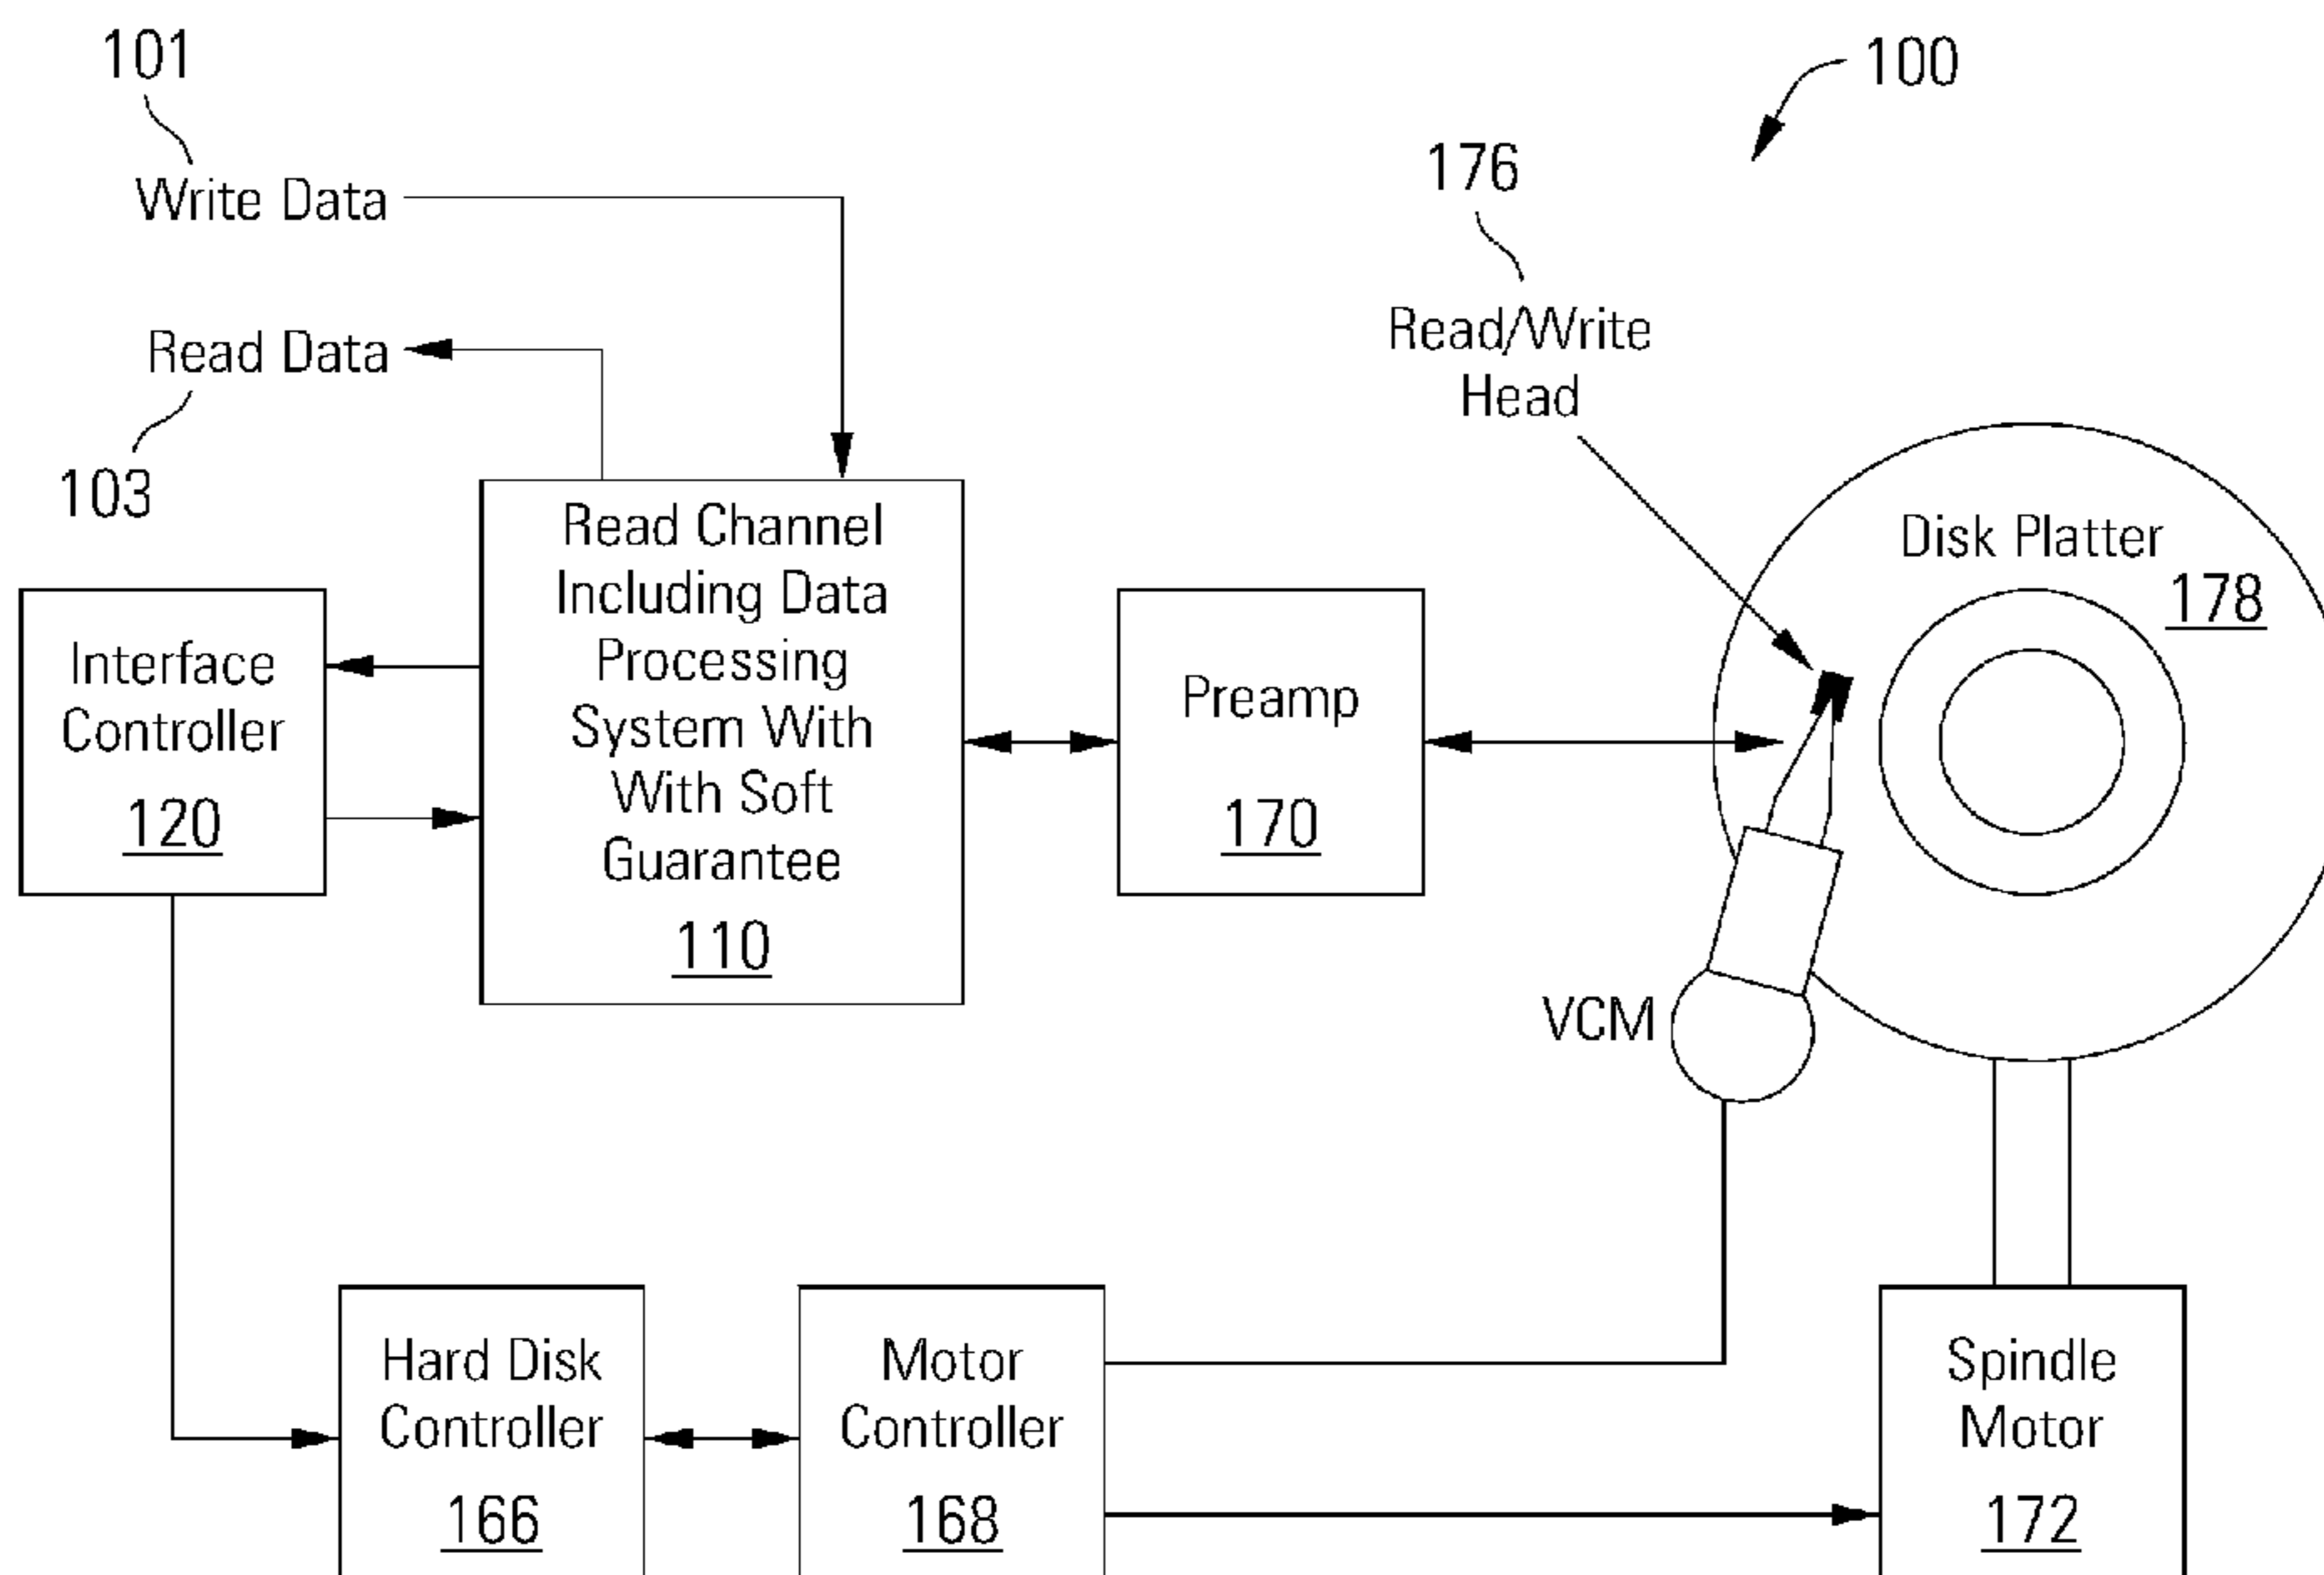 101
100
Write Data
176
Read Data
103
Read/Write
Head
Read Channel
Including Data
Processing
System With
With Soft
Guarantee
110
Interface
Controller
120
Preamp
170
Disk Platter
178
VCM
Hard Disk
Controller
166
Motor
Controller
168
Spindle
Motor
172